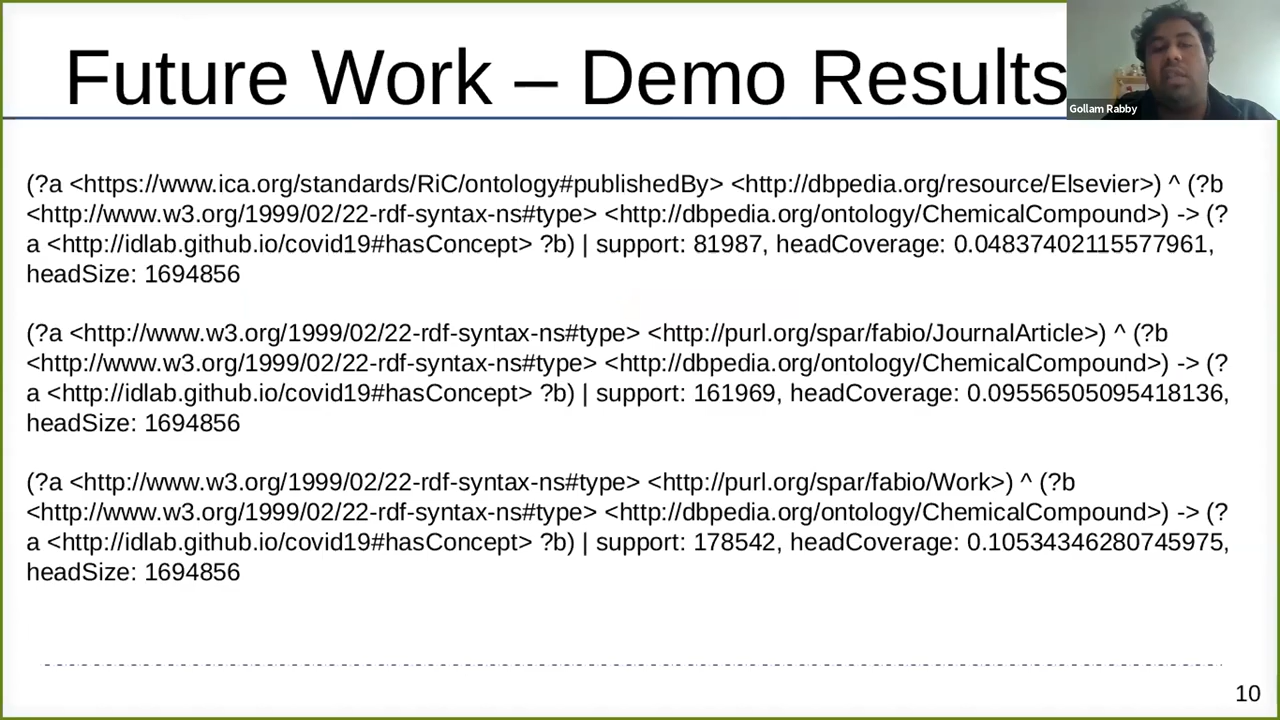 Future Work – Demo Results
Gollam Rabby
(?a <https://www.ica.org/standards/RiC/ontology#publishedBy> <http://dbpedia.org/resource/Elsevier>) ^ (?b
<http://www.w3.org/1999/02/22-rdf-syntax-ns#type> <http://dbpedia.org/ontology/ChemicalCompound>) -> (?
a <http://idlab.github.io/covid19#hasConcept> ?b) | support: 81987, headCoverage: 0.04837402115577961,
headSize: 1694856
(?a <http://www.w3.org/1999/02/22-rdf-syntax-ns#type> <http://purl.org/spar/fabio/JournalArticle>) ^ (?b
<http://www.w3.org/1999/02/22-rdf-syntax-ns#type> <http://dbpedia.org/ontology/ChemicalCompound>) -> (?
a <http://idlab.github.io/covid19#hasConcept> ?b) | support: 161969, headCoverage: 0.09556505095418136,
headSize: 1694856
(?a <http://www.w3.org/1999/02/22-rdf-syntax-ns#type> <http://purl.org/spar/fabio/Work>) ^ (?b
<http://www.w3.org/1999/02/22-rdf-syntax-ns#type> <http://dbpedia.org/ontology/ChemicalCompound>) -> (?
a <http://idlab.github.io/covid19#hasConcept> ?b) | support: 178542, headCoverage: 0.10534346280745975,
headSize: 1694856
10